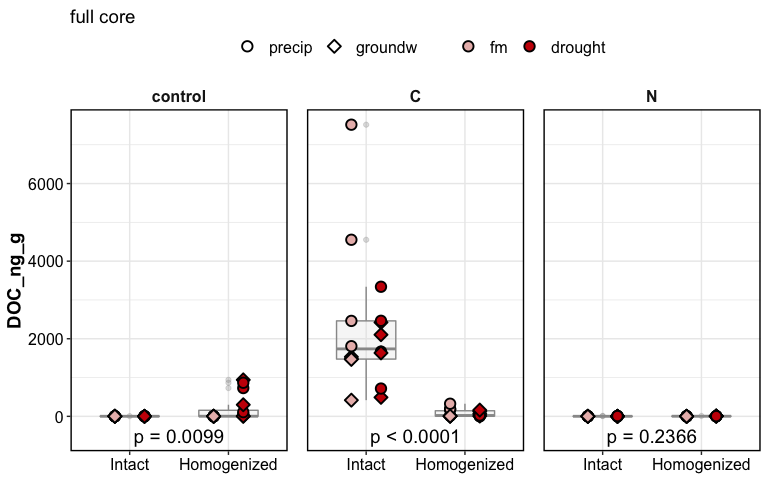 full core
precip groundw fm drought
control C N
DOC_ng_g
6000
4000
2000
0
p = 0.0099 p < 0.0001 p = 0.2366
Intact Homogenized Intact Homogenized Intact Homogenized